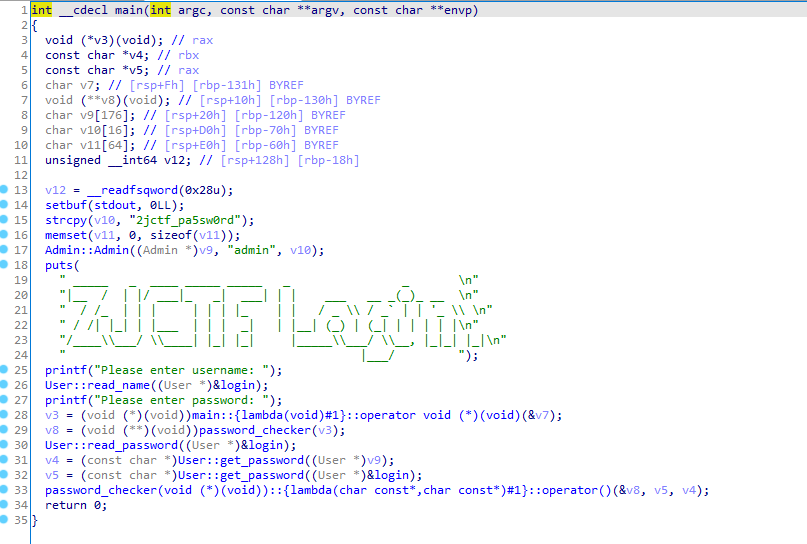 1 int __cdecl main(int argc, const char **argv, const char **envp)
2 {
3   void (*v3)(void); // rax
4   const char *v4; // rbx
5   const char *v5; // rax
6   char v7; // [rsp+Fh] [rbp-131h] BYREF
7   void (**v8)(void); // [rsp+10h] [rbp-130h] BYREF
8   char v9[176]; // [rsp+20h] [rbp-120h] BYREF
9   char v10[16]; // [rsp+D0h] [rbp-70h] BYREF
10   char v11[64]; // [rsp+E0h] [rbp-60h] BYREF
11   unsigned __int64 v12; // [rsp+128h] [rbp-18h]
12
13   v12 = __readfsqword(0x28u);
14   setbuf(stdout, 0LL);
15   strcpy(v10, "2jctf_pa5sw0rd");
16   memset(v11, 0, sizeof(v11));
17   Admin::Admin((Admin *)v9, "admin", v10);
18   puts(
19     " _____   _  ____ _____ _____   _                 _       \n"
20     "|__  /  | |/ ___|_   _|  ___| | |    ___   __ _(_)_ __  \n"
21     "  / /_  | | |     | | | |_    | |   / _ \\ / _` | | '_ \\ \n"
22     " / /| |_| | |___  | | |  _|   | |__| (_) | (_| | | | | |\n"
23     "/____\\___/ \\____| |_| |_|     |_____\\___/ \\__, |_|_| |_|\n"
24     "                                          |___/          ");
25   printf("Please enter username: ");
26   User::read_name((User *)&login);
27   printf("Please enter password: ");
28   v3 = (void (*)(void))main::{lambda(void)#1}::operator void (*)(void)(&v7);
29   v8 = (void (**)(void))password_checker(v3);
30   User::read_password((User *)&login);
31   v4 = (const char *)User::get_password((User *)v9);
32   v5 = (const char *)User::get_password((User *)&login);
33   password_checker(void (*)(void))::{lambda(char const*,char const*)#1}::operator()(&v8, v5, v4);
34   return 0;
35 }